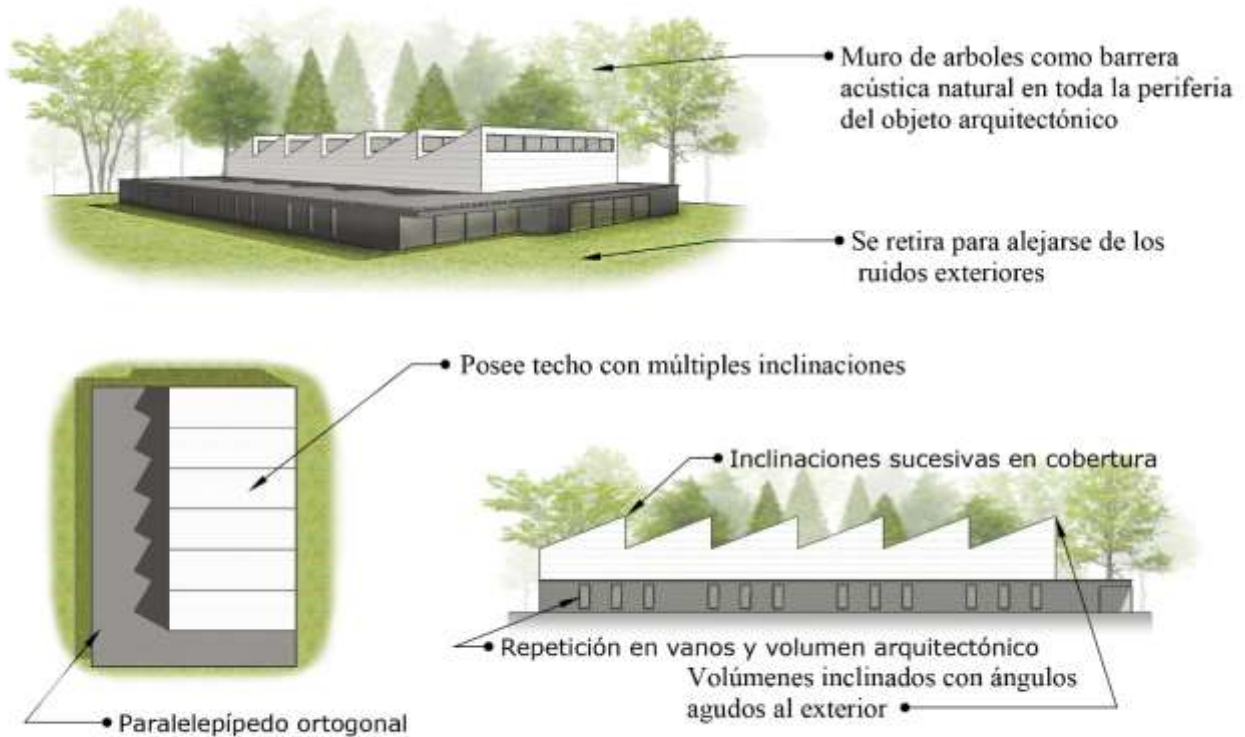 Muro de arboles como barrera
acústica natural en toda la periferia
del objeto arquitectónico
Se retira para alejarse de los
ruidos exteriores
Posee techo con múltiples inclinaciones
Inclinaciones sucesivas en cobertura
Repetición en vanos y volumen arquitectónico
Volúmenes inclinados con ángulos
agudos al exterior
Paralelepípedo ortogonal